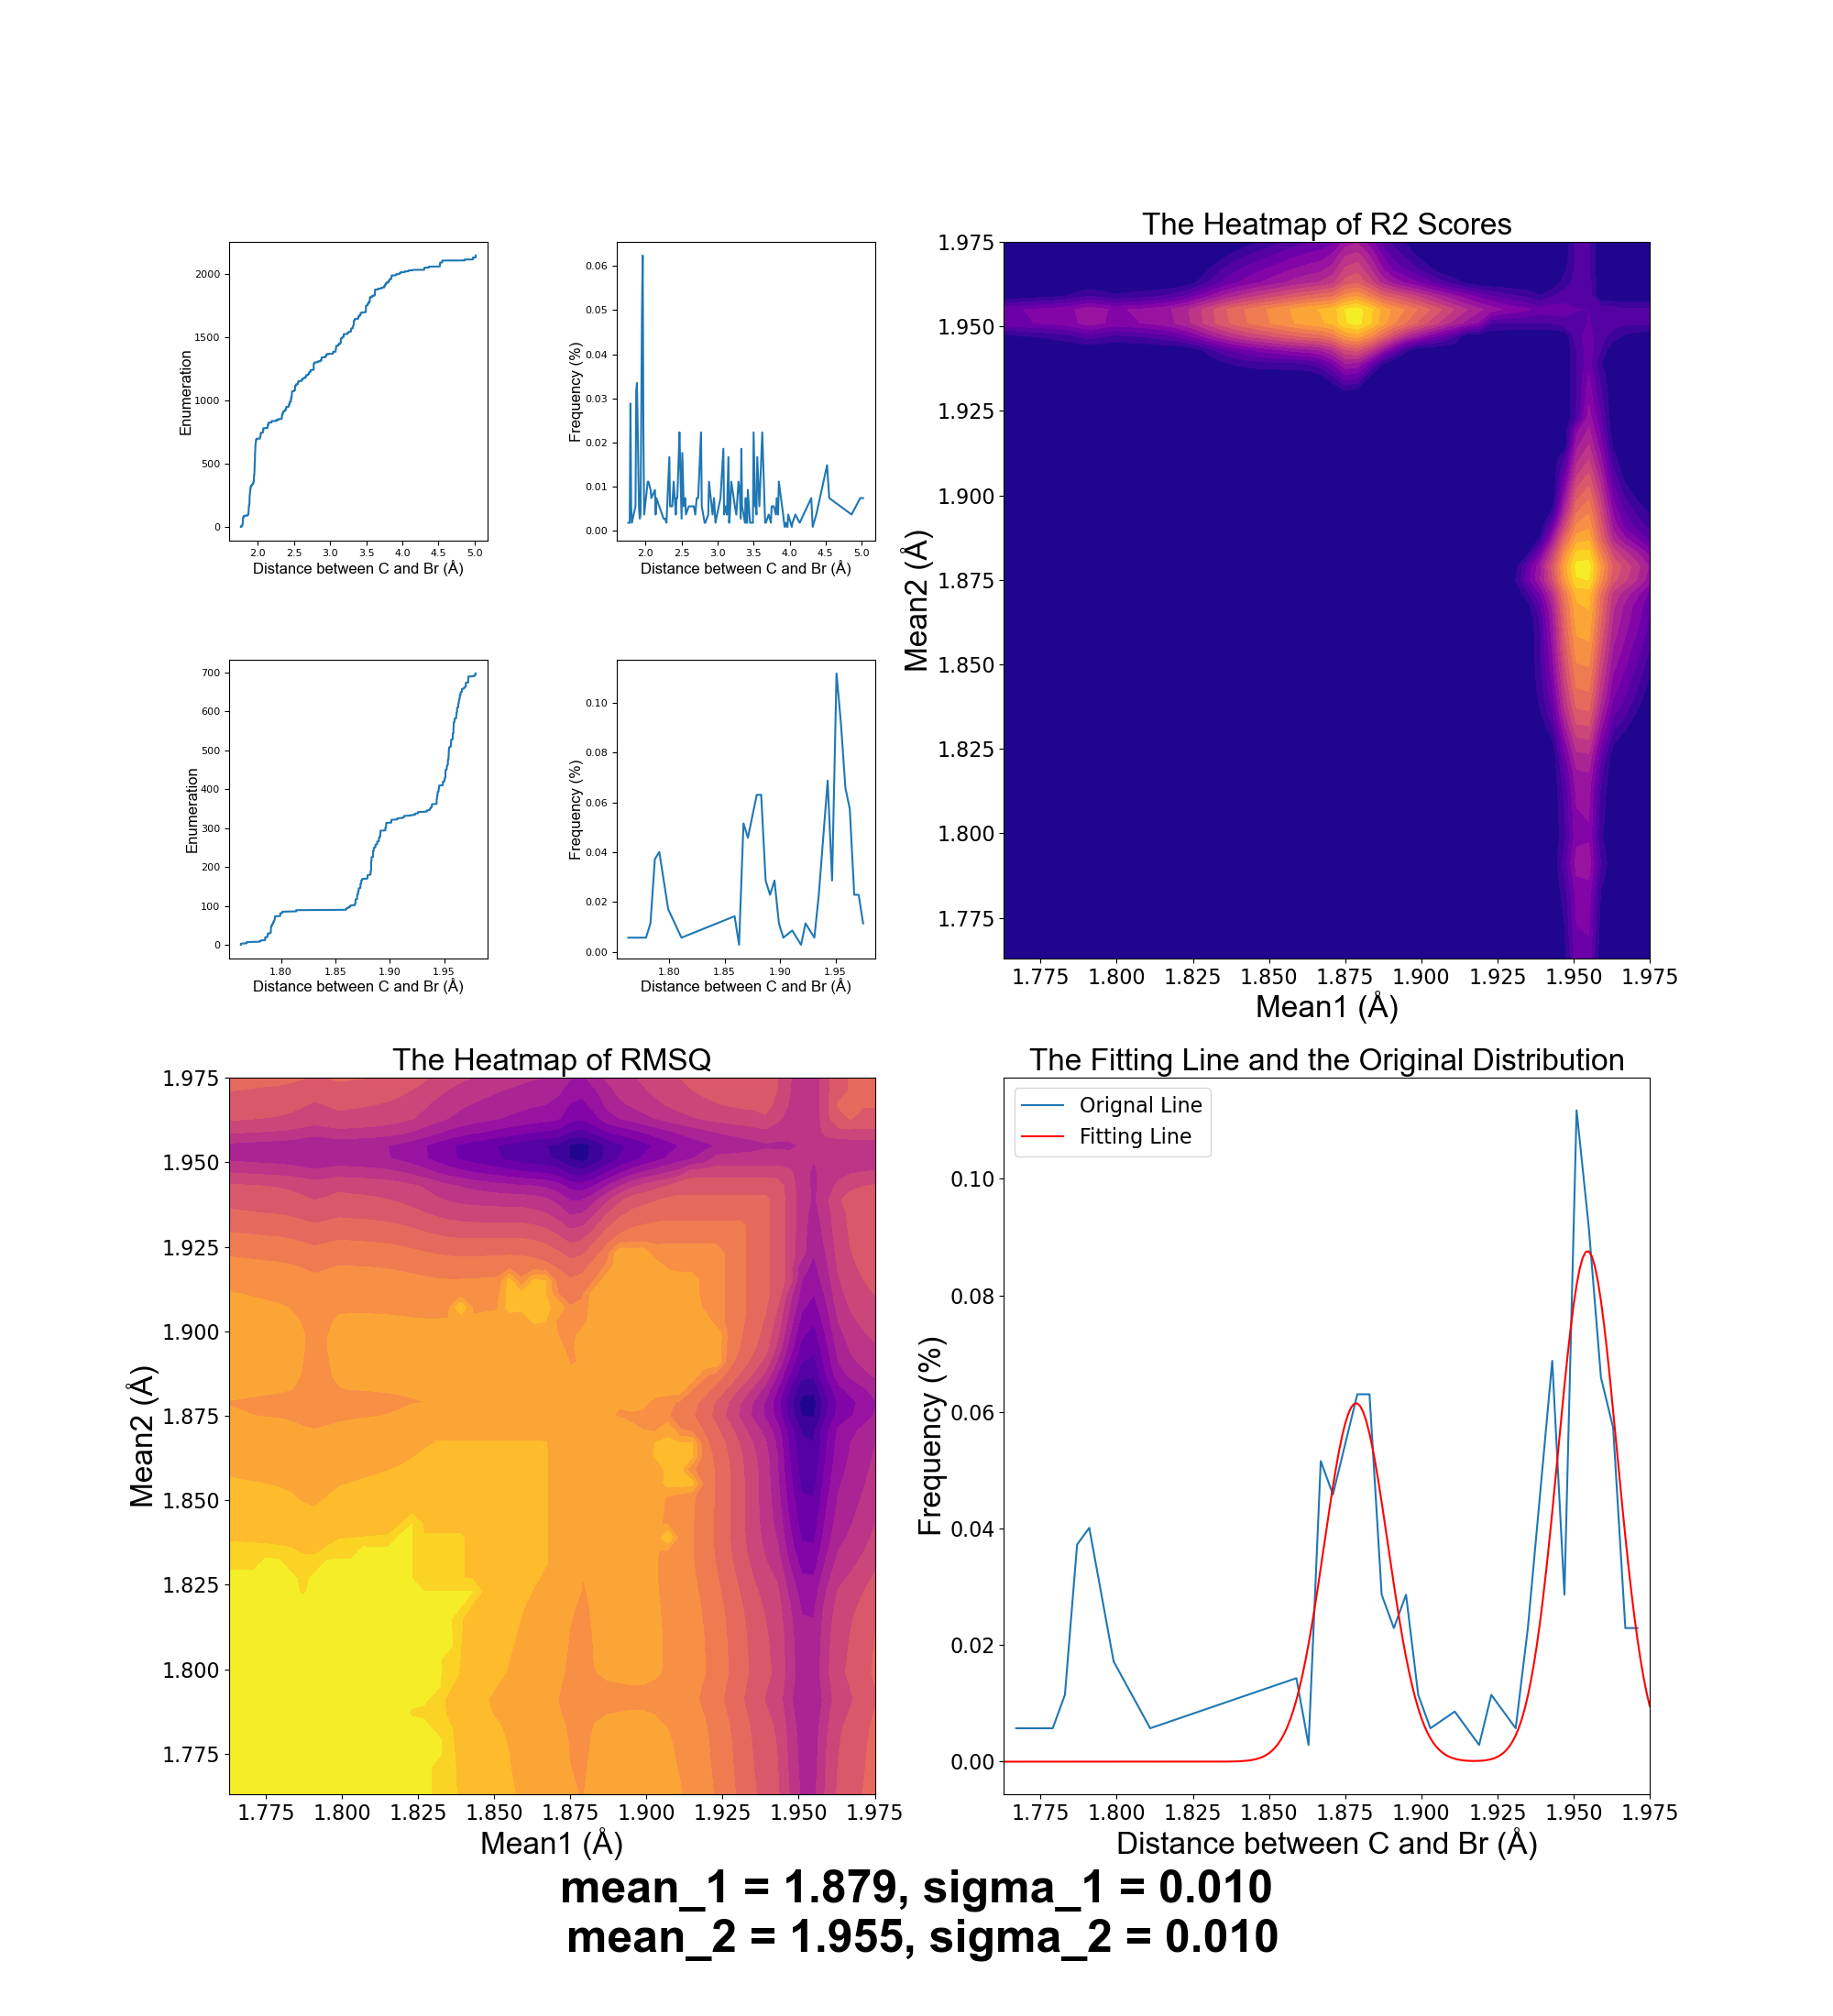 2000
1500
1000
500
0
Enumeration
2.0 2.5 3.0 3.5 4.0 4.5 5.0
Distance between C and Br (Å)
0.06
0.05
0.04
0.03
0.02
0.01
0.00
Frequency (%)
2.0 2.5 3.0 3.5 4.0 4.5 5.0
Distance between C and Br (Å)
700
600
500
400
300
200
100
0
Enumeration
1.80 1.85 1.90 1.95
Distance between C and Br (Å)
0.10
0.08
0.06
0.04
0.02
0.00
Frequency (%)
1.80 1.85 1.90 1.95
Distance between C and Br (Å)
The Heatmap of R2 Scores
1.975
1.950
1.925
1.900
1.875
1.850
1.825
1.800
1.775
Mean2 (Å)
1.775 1.800 1.825 1.850 1.875 1.900 1.925 1.950 1.975
Mean1 (Å)
The Heatmap of RMSQ
1.975
1.950
1.925
1.900
1.875
1.850
1.825
1.800
1.775
Mean2 (Å)
1.775 1.800 1.825 1.850 1.875 1.900 1.925 1.950 1.975
Mean1 (Å)
The Fitting Line and the Original Distribution
Orignal Line
Fitting Line
0.10
0.08
0.06
0.04
0.02
0.00
Frequency (%)
1.775 1.800 1.825 1.850 1.875 1.900 1.925 1.950 1.975
Distance between C and Br (Å)
mean_1 = 1.879, sigma_1 = 0.010
mean_2 = 1.955, sigma_2 = 0.010